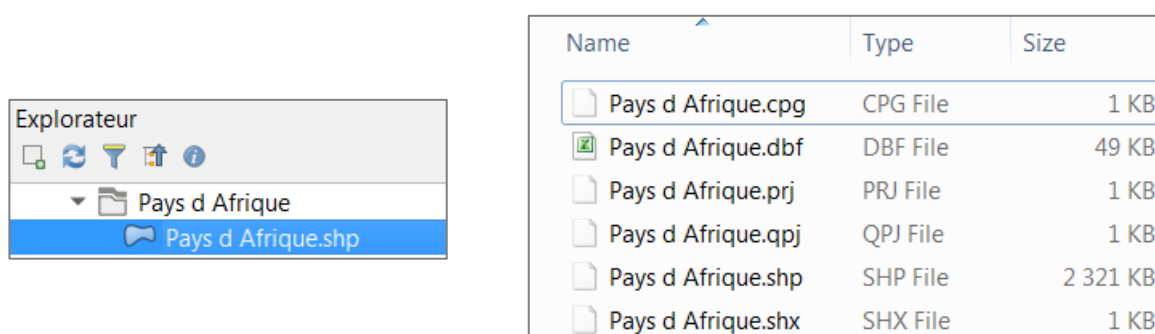 Explorateur
Pays d Afrique
Pays d Afrique.shp
Name Type Size
Pays d Afrique.cpg CPG File 1 KB
Pays d Afrique.dbf DBF File 49 KB
Pays d Afrique.prj PRJ File 1 KB
Pays d Afrique.qpj QPJ File 1 KB
Pays d Afrique.shp SHP File 2 321 KB
Pays d Afrique.shx SHX File 1 KB